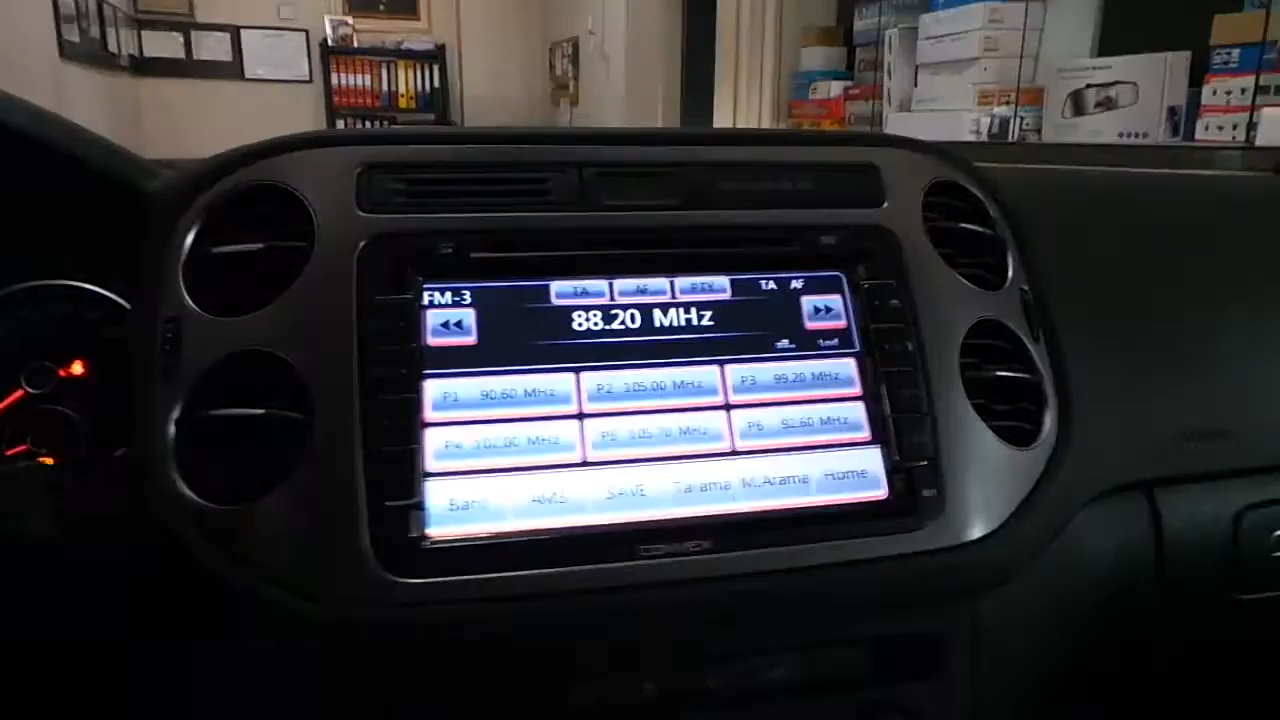 FM-3
TA AF PTY
TA AF
88.20 MHz
P1 90.60 MHz
P2 105.00 MHz
P3 99.20 MHz
P4 102.00 MHz
P5 105.70 MHz
P6 92.60 MHz
Band AMS SAVE Tarama M.Arama Home